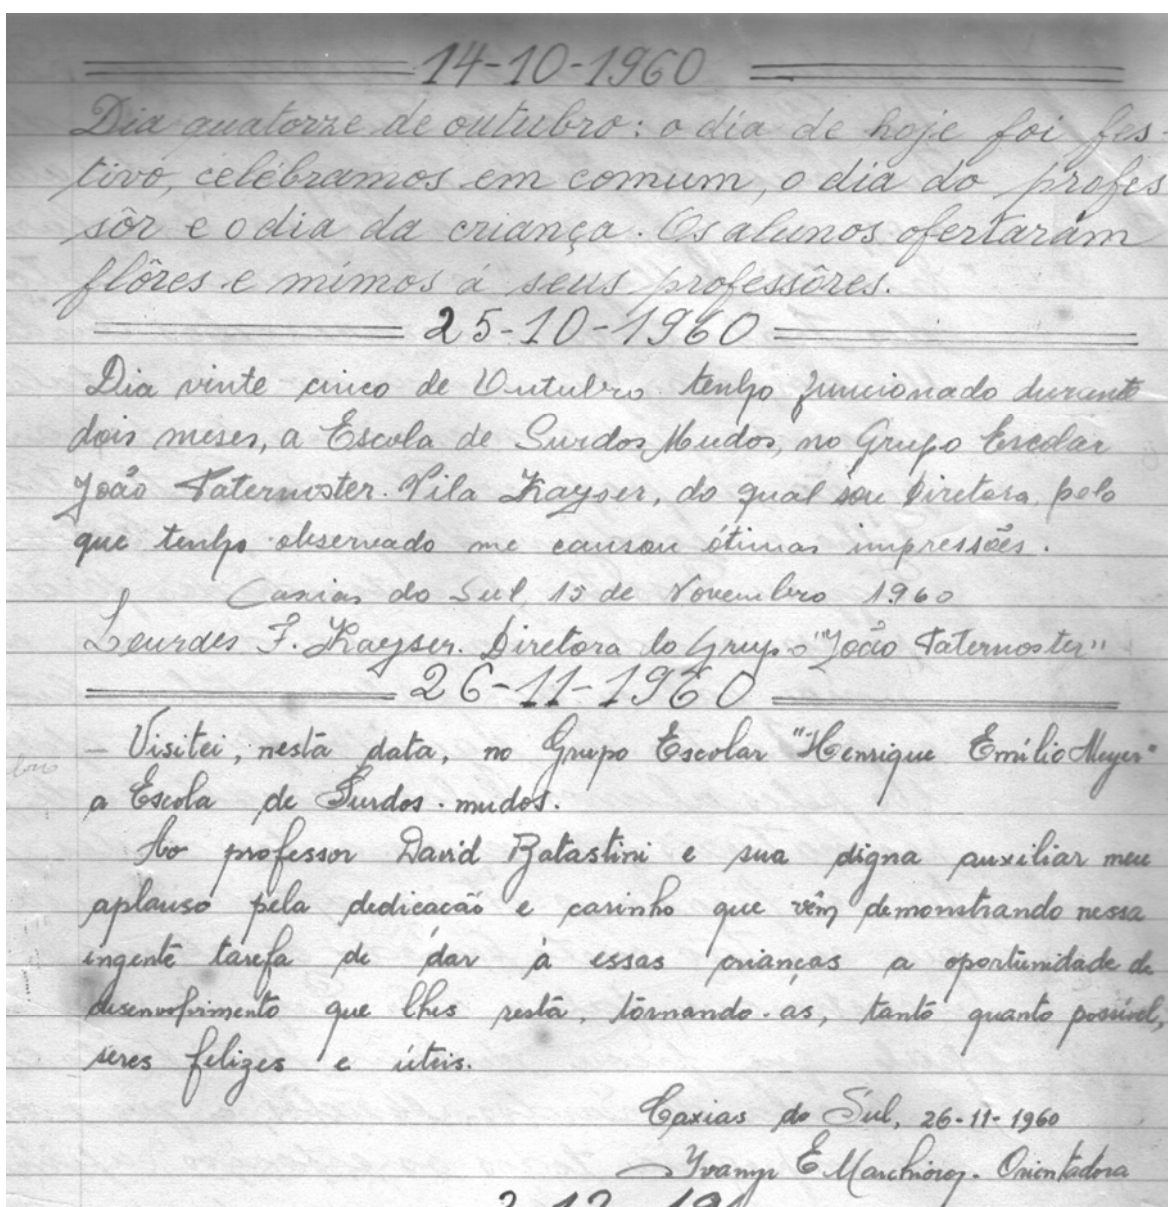 14-10-1960
Dia quatorze de outubro: o dia de hoje foi fes
tivo, celebramos em comum, o dia do profes
sôr e o dia da criança. Os alunos ofertaram
flôres e mimos á seus professôres.
25-10-1960
Dia vinte cinco de Outubro tenho funcionado durante
dois meses, a Escola de Surdos Mudos, no Grupo Escolar
João Paternoster. Vila Kayser, do qual sou Diretora, pelo
que tenho observado me causou ótimas impressões.
Caxias do Sul, 15 de Novembro 1960
Lourdes F. Kayser. Diretora do Grupo "João Paternoster"
26-11-1960
- Visitei, nesta data, no Grupo Escolar "Henrique Emílio Meyer"
a Escola de Surdos-mudos.
Ao professor David Batastini e sua digna auxiliar meu
aplauso pela dedicacão e carinho que vêm demonstrando nessa
ingente tarefa de dar à essas crianças a oportunidade de
desenvolvimento que lhes resta, tornando-as, tanto quanto possível,
seres felizes e úteis.
Caxias do Sul, 26-11-1960
E. Marchioro. Orientadora